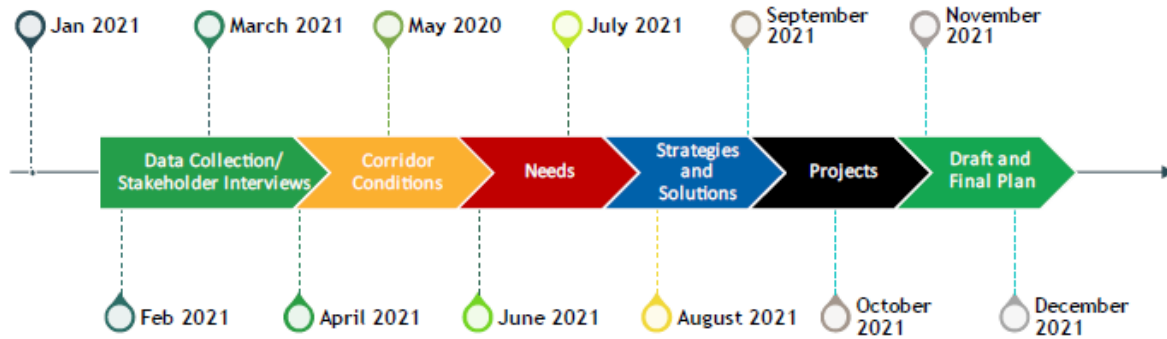 Jan 2021
March 2021
May 2020
July 2021
September
2021
November
2021
Data Collection/
Stakeholder Interviews
Corridor
Conditions
Needs
Strategies
and
Solutions
Projects
Draft and
Final Plan
Feb 2021
April 2021
June 2021
August 2021
October
2021
December
2021